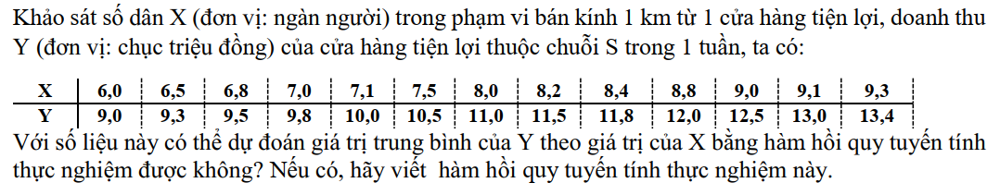 Khảo sát số dân X (đơn vị: ngàn người) trong phạm vi bán kính 1 km từ 1 cửa hàng tiện lợi, doanh thu
Y (đơn vị: chục triệu đồng) của cửa hàng tiện lợi thuộc chuỗi S trong 1 tuần, ta có:
X 6,0 6,5 6,8 7,0 7,1 7,5 8,0 8,2 8,4 8,8 9,0 9,1 9,3
Y 9,0 9,3 9,5 9,8 10,0 10,5 11,0 11,5 11,8 12,0 12,5 13,0 13,4
Với số liệu này có thể dự đoán giá trị trung bình của Y theo giá trị của X bằng hàm hồi quy tuyến tính
thực nghiệm được không? Nếu có, hãy viết hàm hồi quy tuyến tính thực nghiệm này.